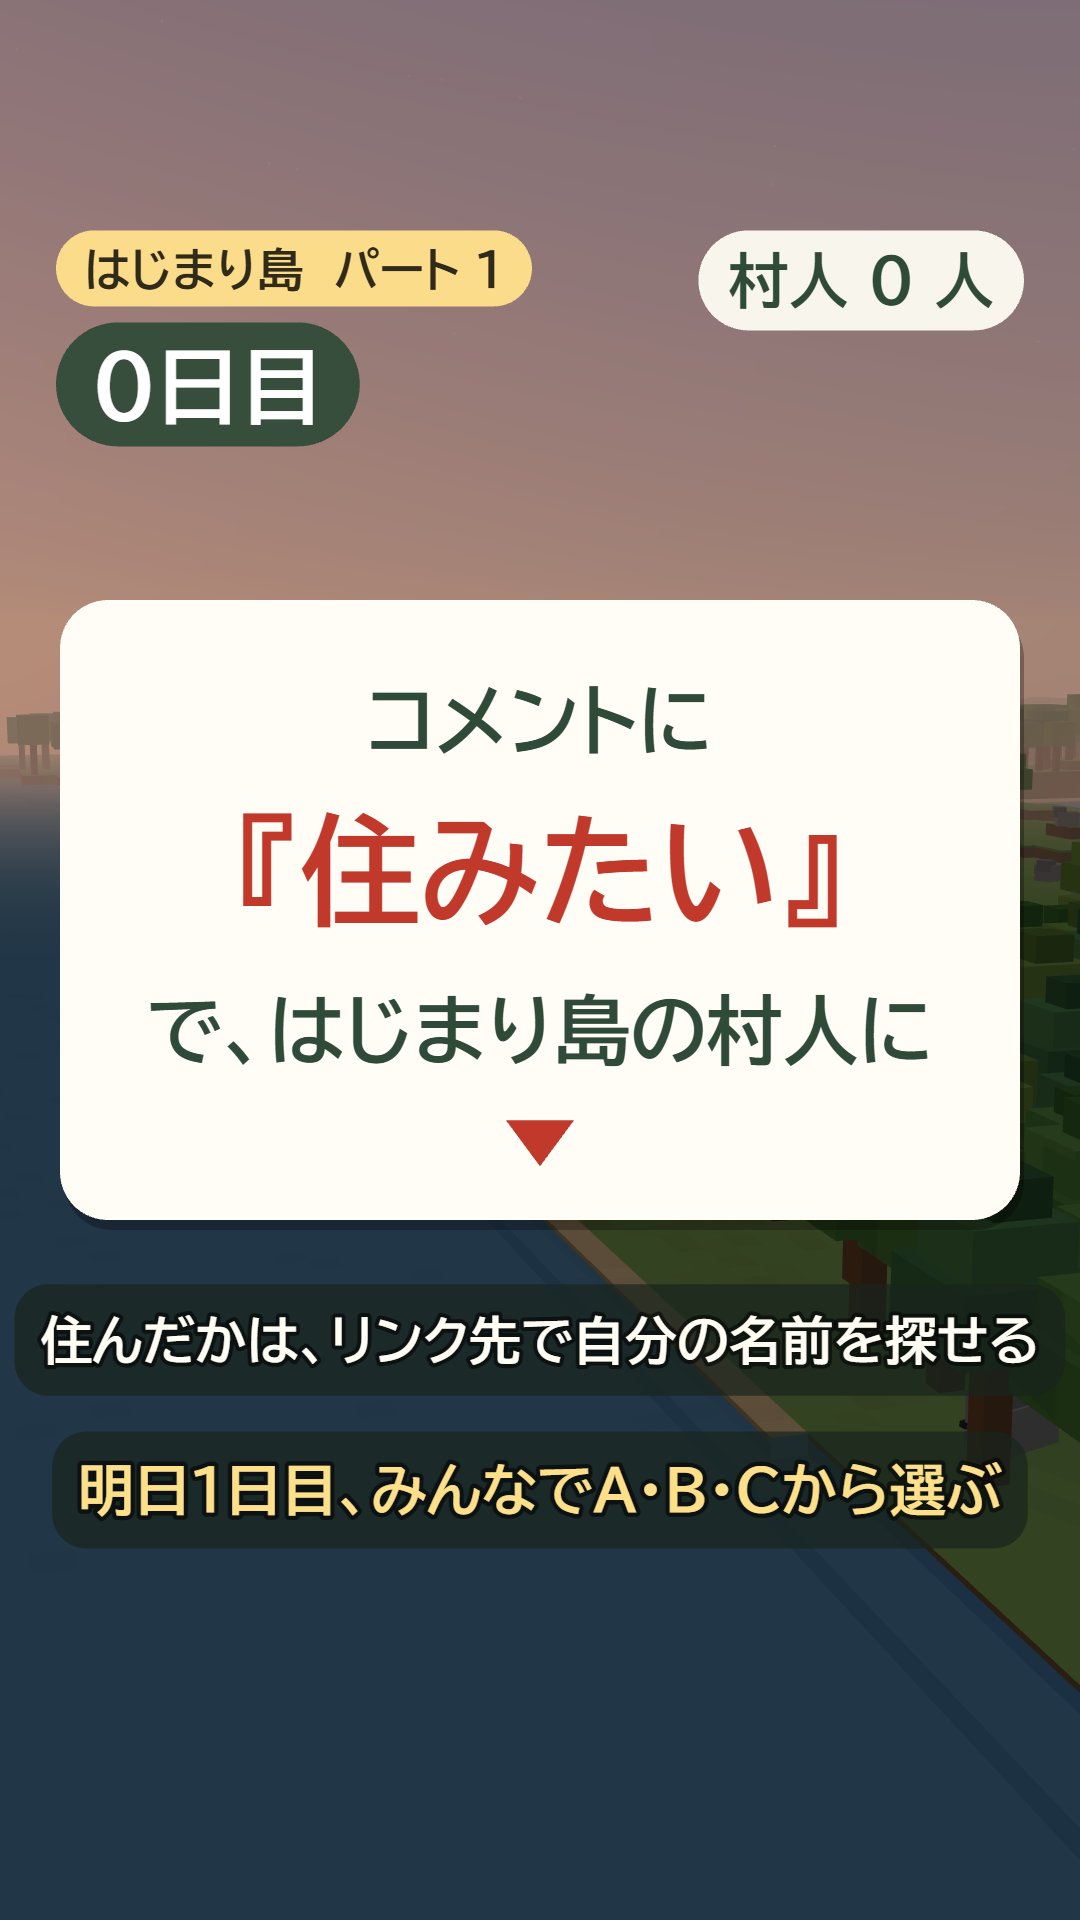 はじまり島 パート 1
村人 0 人
0日目
コメントに
『住みたい』
で、はじまり島の村人に
住んだかは、リンク先で自分の名前を探せる
明日1日目、みんなでA・B・Cから選ぶ